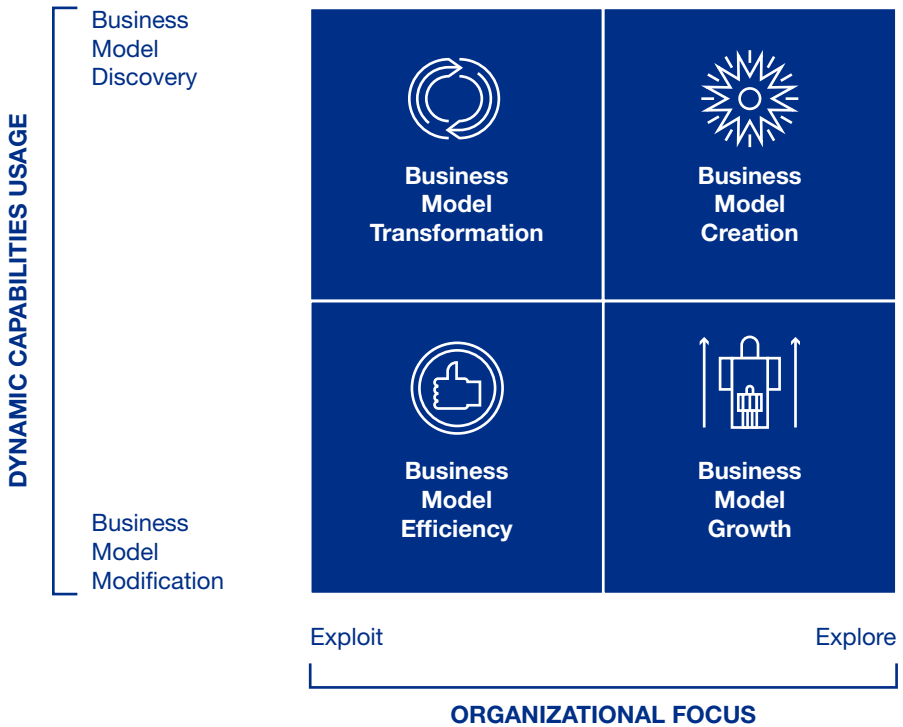 DYNAMIC CAPABILITIES USAGE
Business
Model
Discovery
Business
Model
Transformation
Business
Model
Creation
Business
Model
Modification
Business
Model
Efficiency
Business
Model
Growth
Exploit
Explore
ORGANIZATIONAL FOCUS